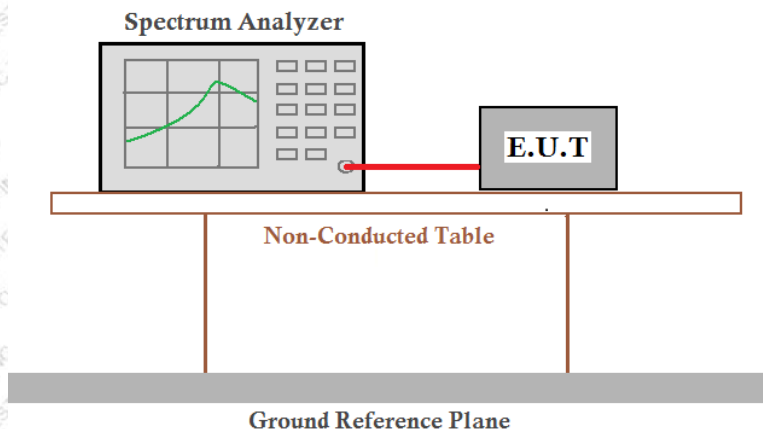 Spectrum Analyzer
E.U.T
Non-Conducted Table
Ground Reference Plane